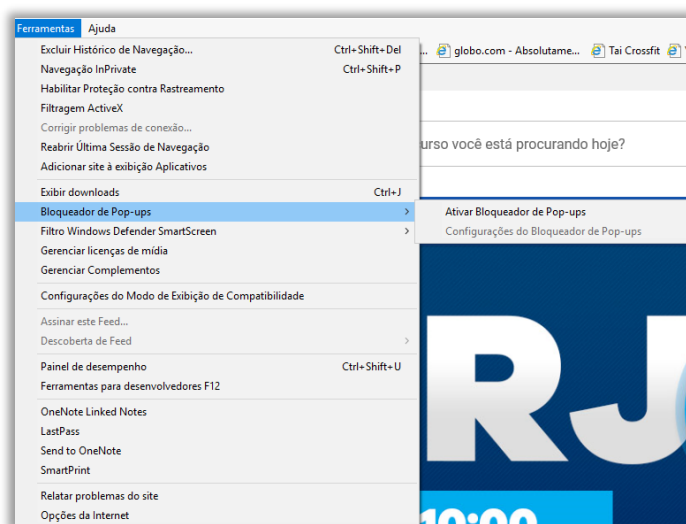 Ferramentas Ajuda
Excluir Histórico de Navegação... Ctrl+Shift+Del
Navegação InPrivate Ctrl+Shift+P
Habilitar Proteção contra Rastreamento
Filtragem ActiveX
Corrigir problemas de conexão...
Reabrir Última Sessão de Navegação
Adicionar site à exibição Aplicativos
Exibir downloads Ctrl+J
Bloqueador de Pop-ups
Filtro Windows Defender SmartScreen
Gerenciar licenças de mídia
Gerenciar Complementos
Configurações do Modo de Exibição de Compatibilidade
Assinar este Feed...
Descoberta de Feed
Painel de desempenho Ctrl+Shift+U
Ferramentas para desenvolvedores F12
OneNote Linked Notes
LastPass
Send to OneNote
SmartPrint
Relatar problemas do site
Opções da Internet
... globo.com - Absolutame... Tai Crossfit
urso você está procurando hoje?
Ativar Bloqueador de Pop-ups
Configurações do Bloqueador de Pop-ups
RJ
10:00